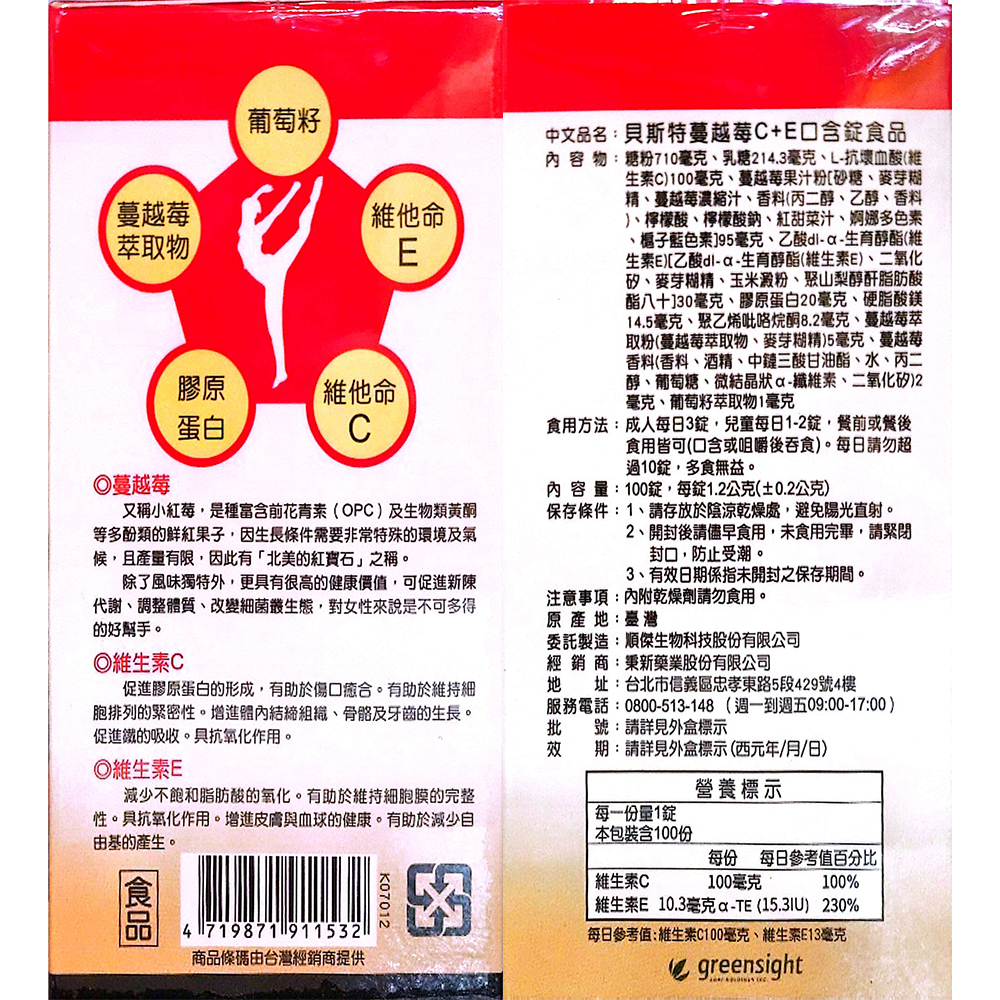 葡萄籽
蔓越莓
萃取物
維他命
E
膠原
蛋白
維他命
C
◎蔓越莓
又稱小紅莓，是種富含前花青素（OPC）及生物類黃酮
等多酚類的鮮紅果子，因生長條件需要非常特殊的環境及氣
候，且產量有限，因此有「北美的紅寶石」之稱。
除了風味獨特外，更具有很高的健康價值，可促進新陳
代謝、調整體質、改變細菌叢生態，對女性來說是不可多得
的好幫手。
◎維生素C
促進膠原蛋白的形成，有助於傷口癒合。有助於維持細
胞排列的緊密性。增進體內結締組織、骨骼及牙齒的生長。
促進鐵的吸收。具抗氧化作用。
◎維生素E
減少不飽和脂肪酸的氧化。有助於維持細胞膜的完整
性。具抗氧化作用。增進皮膚與血球的健康。有助於減少自
由基的產生。
食品
4 719871 911532
K07012
商品條碼由台灣經銷商提供
中文品名：貝斯特蔓越莓C+E口含錠食品
內容物：糖粉710毫克、乳糖214.3毫克、L-抗壞血酸(維
生素C)100毫克、蔓越莓果汁粉[砂糖、麥芽糊
精、蔓越莓濃縮汁、香料(丙二醇、乙醇、香料
)、檸檬酸、檸檬酸鈉、紅甜菜汁、婀娜多色素
、梔子藍色素]95毫克、乙酸dl-α-生育醇酯(維
生素E)[乙酸dl-α-生育醇酯(維生素E)、二氧化
矽、麥芽糊精、玉米澱粉、聚山梨醇酐脂肪酸
酯八十]30毫克、膠原蛋白20毫克、硬脂酸鎂
14.5毫克、聚乙烯吡咯烷酮8.2毫克、蔓越莓萃
取粉(蔓越莓萃取物、麥芽糊精)5毫克、蔓越莓
香料(香料、酒精、中鏈三酸甘油酯、水、丙二
醇、葡萄糖、微結晶狀α-纖維素、二氧化矽)2
毫克、葡萄籽萃取物1毫克
食用方法：成人每日3錠，兒童每日1-2錠，餐前或餐後
食用皆可(口含或咀嚼後吞食)。每日請勿超
過10錠，多食無益。
內容量：100錠，每錠1.2公克(±0.2公克)
保存條件：1、請存放於陰涼乾燥處，避免陽光直射。
2、開封後請儘早食用，未食用完畢，請緊閉
封口，防止受潮。
3、有效日期係指未開封之保存期間。
注意事項：內附乾燥劑請勿食用。
原產地：臺灣
委託製造：順傑生物科技股份有限公司
經銷商：秉新藥業股份有限公司
地址：台北市信義區忠孝東路5段429號4樓
服務電話：0800-513-148（週一到週五09:00-17:00）
批號：請詳見外盒標示
效期：請詳見外盒標示(西元年/月/日)
營養標示
每一份量1錠
本包裝含100份
每份 每日參考值百分比
維生素C 100毫克 100%
維生素E 10.3毫克α-TE (15.3IU) 230%
每日參考值:維生素C100毫克、維生素E13毫克
greensight